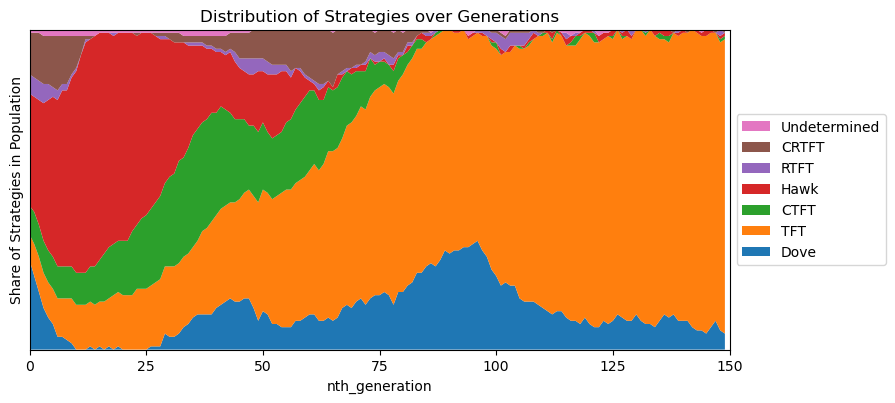 Distribution of Strategies over Generations
Share of Strategies in Population
Undetermined
CRTFT
RTFT
Hawk
CTFT
TFT
Dove
0 25 50 75 100 125 150
nth_generation